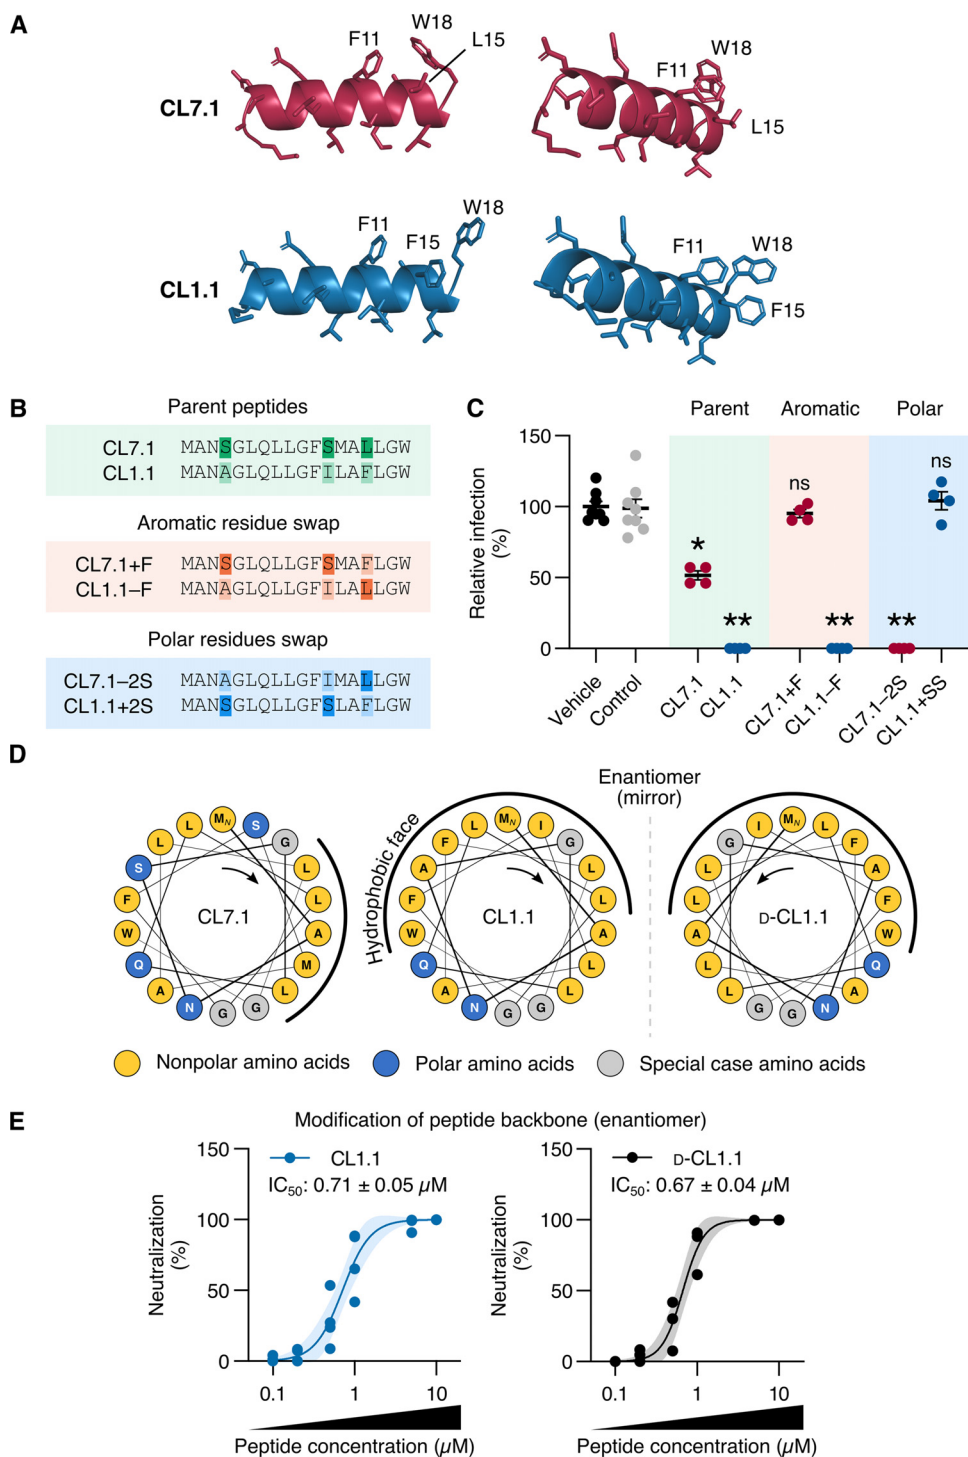 A
F11
W18
L15
W18
F11
L15
CL7.1
W18
F11
F15
F11
W18
F15
CL1.1
B
Parent peptides
CL7.1 MANSGLQLLGFSMALLGW
CL1.1 MANAGLQLLGFILAFLGW
Aromatic residue swap
CL7.1+F MANSGLQLLGFSMAFLGW
CL1.1–F MANAGLQLLGFILALLGW
Polar residues swap
CL7.1–2S MANAGLQLLGFIMALLGW
CL1.1+2S MANSGLQLLGFSLAFLGW
C
Parent Aromatic Polar
Relative infection
(%)
150
100
50
0
*
**
ns
**
**
ns
Vehicle
Control
CL7.1
CL1.1
CL7.1+F
CL1.1–F
CL7.1–2S
CL1.1+SS
D
Enantiomer
(mirror)
Hydrophobic face
M_N S G L L A M L G G N A Q W F S L L
CL7.1
M_N I G L L A L L G G N A Q W F A F L
CL1.1
M_N L F A F W Q A N G G L L A L L G I
D-CL1.1
Nonpolar amino acids
Polar amino acids
Special case amino acids
E
Modification of peptide backbone (enantiomer)
CL1.1
IC50: 0.71 ± 0.05 µM
Neutralization
(%)
150
100
50
0
0.1 1 10
Peptide concentration (µM)
D-CL1.1
IC50: 0.67 ± 0.04 µM
Neutralization
(%)
150
100
50
0
0.1 1 10
Peptide concentration (µM)